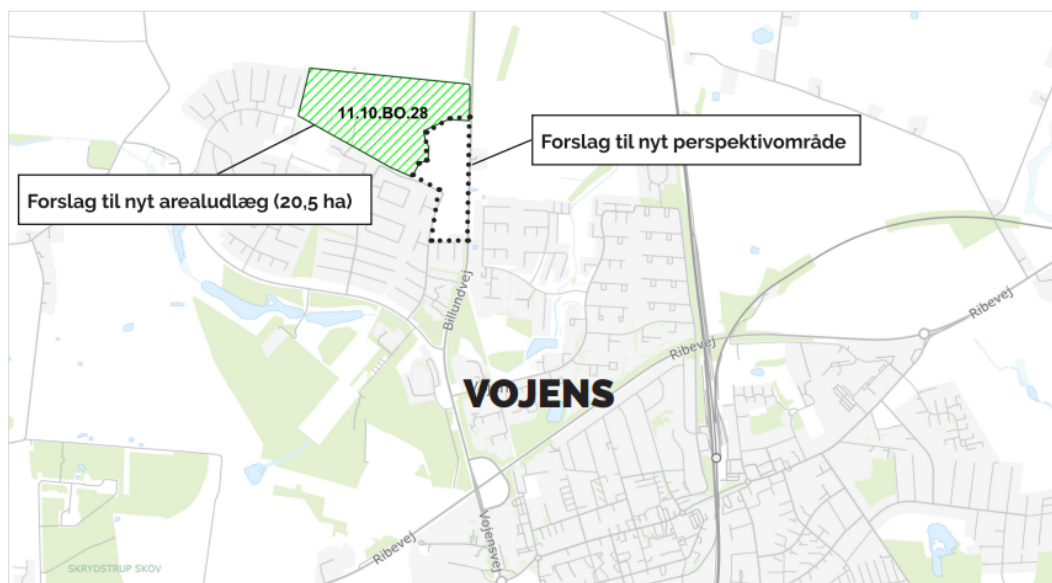 11.10.BO.28
Forslag til nyt perspektivområde
Forslag til nyt arealudlæg (20,5 ha)
Billundvej
Ribevej
Ribevej
VOJENS
Ribevej
Vojensvej
SKRYDSTRUP SKOV